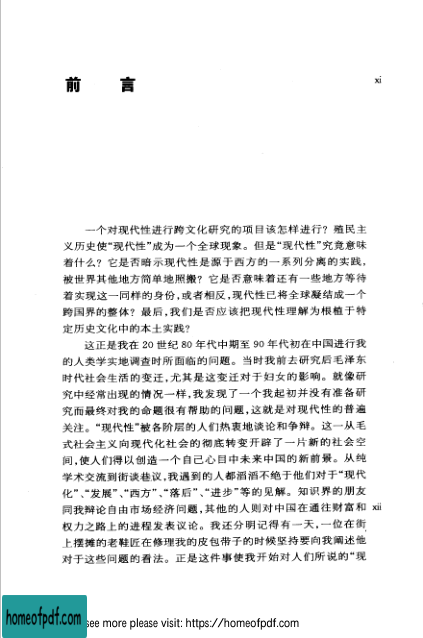 前 言
xi
一个对现代性进行跨文化研究的项目该怎样进行？殖民主
义历史使“现代性”成为一个全球现象。但是“现代性”究竟意味
着什么？它是否暗示现代性是源于西方的一系列分离的实践，
被世界其他地方简单地照搬？它是否意味着还有一些地方等待
着实现这一同样的身份，或者相反，现代性已将全球凝结成一个
跨国界的整体？最后，我们是否应该把现代性理解为根植于特
定历史文化中的本土实践？
这正是我在 20 世纪 80 年代中期至 90 年代初在中国进行我
的人类学实地调查时所面临的问题。当时我前去研究后毛泽东
时代社会生活的变迁，尤其是这变迁对于妇女的影响。就像研
究中经常出现的情况一样，我发现了一个我起初并没有准备研
究而最终对我的命题很有帮助的问题，这就是对现代性的普遍
关注。“现代性”被各阶层的人们热衷地谈论和争辩。这一从毛
式社会主义向现代化社会的彻底转变开辟了一片新的社会空
间，使人们得以创造一个自己心目中未来中国的新前景。从纯
学术交流到街谈巷议，我遇到的人都滔滔不绝于他们对于“现代
化”、“发展”、“西方”、“落后”、“进步”等的见解。知识界的朋友
同我辩论自由市场经济问题，其他的人则对中国在通往财富和 xii
权力之路上的进程发表议论。我还分明记得有一天，一位在街
上摆摊的老鞋匠在修理我的皮包带子的时候坚持要向我阐述他
对于这些问题的看法。正是这件事使我开始对人们所说的“现
homeofpdf.com
see more please visit: https://homeofpdf.com